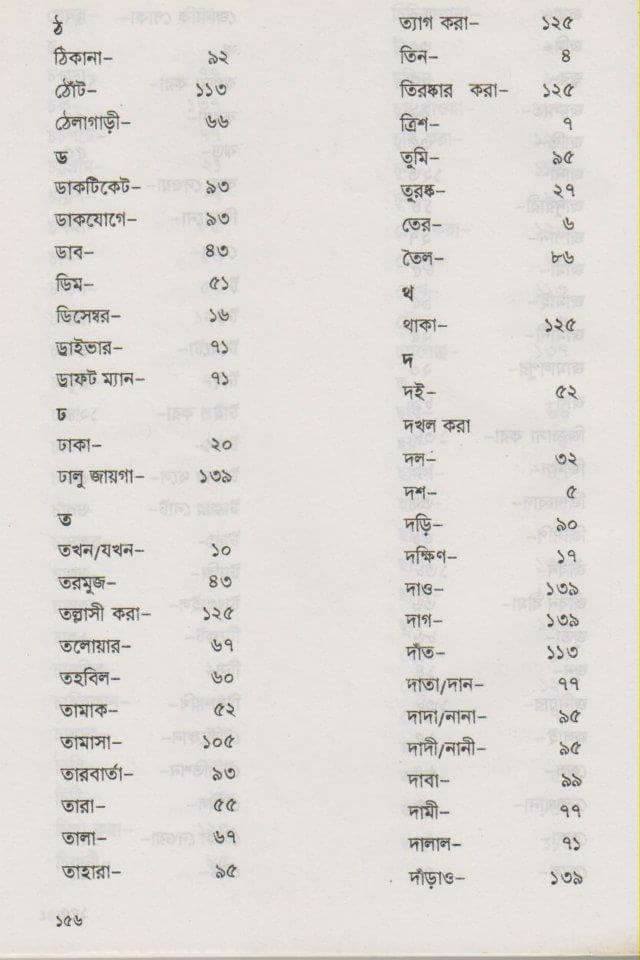 ঠ
ঠিকানা– ৯২
ঠোঁট– ১১৩
ঠেলাগাড়ী– ৬৬
ড
ডাকটিকেট– ৯৩
ডাকযোগে– ৯৩
ডাব– ৪৩
ডিম– ৫১
ডিসেম্বর– ১৬
ড্রাইভার– ৭১
ড্রাফট ম্যান– ৭১
ঢ
ঢাকা– ২০
ঢালু জায়গা– ১৩৯
ত
তখন/যখন– ১০
তরমুজ– ৪৩
তল্লাসী করা– ১২৫
তলোয়ার– ৬৭
তহবিল– ৬০
তামাক– ৫২
তামাসা– ১০৫
তারবার্তা– ৯৩
তারা– ৫৫
তালা– ৬৭
তাহারা– ৯৫
১৫৬
ত্যাগ করা– ১২৫
তিন– ৪
তিরষ্কার করা– ১২৫
ত্রিশ– ৭
তুমি– ৯৫
তুরষ্ক– ২৭
তের– ৬
তৈল– ৮৬
থ
থাকা– ১২৫
দ
দই– ৫২
দখল করা
দল– ৩২
দশ– ৫
দড়ি– ৯০
দক্ষিণ– ১৭
দাও– ১৩৯
দাগ– ১৩৯
দাঁত– ১১৩
দাতা/দান– ৭৭
দাদা/নানা– ৯৫
দাদী/নানী– ৯৫
দাবা– ৯৯
দামী– ৭৭
দালাল– ৭১
দাঁড়াও– ১৩৯